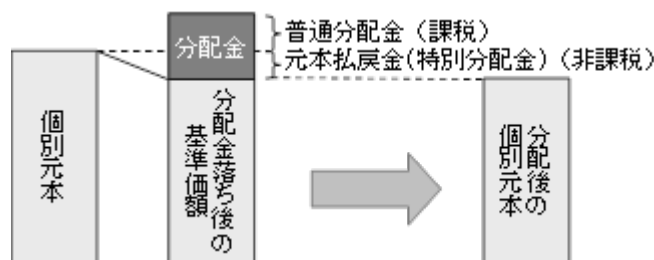 分配金
普通分配金（課税）
元本払戻金(特別分配金)（非課税）
個別元本
分配金落ち後の
基準価額
分配後の
個別元本